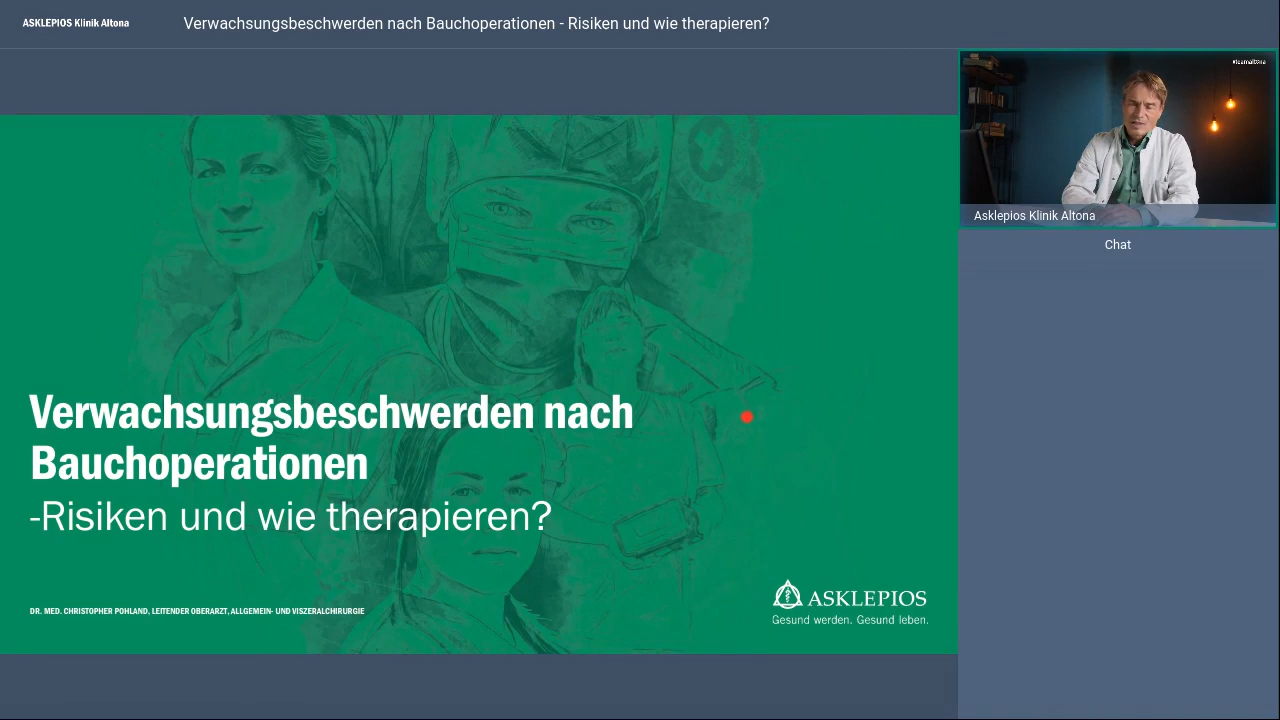 ASKLEPIOS Klinik Altona
Verwachsungsbeschwerden nach Bauchoperationen - Risiken und wie therapieren?
#teamaltona
Asklepios Klinik Altona
Chat
Verwachsungsbeschwerden nach
Bauchoperationen
-Risiken und wie therapieren?
DR. MED. CHRISTOPHER POHLAND, LEITENDER OBERARZT, ALLGEMEIN- UND VISZERALCHIRURGIE
ASKLEPIOS
Gesund werden. Gesund leben.